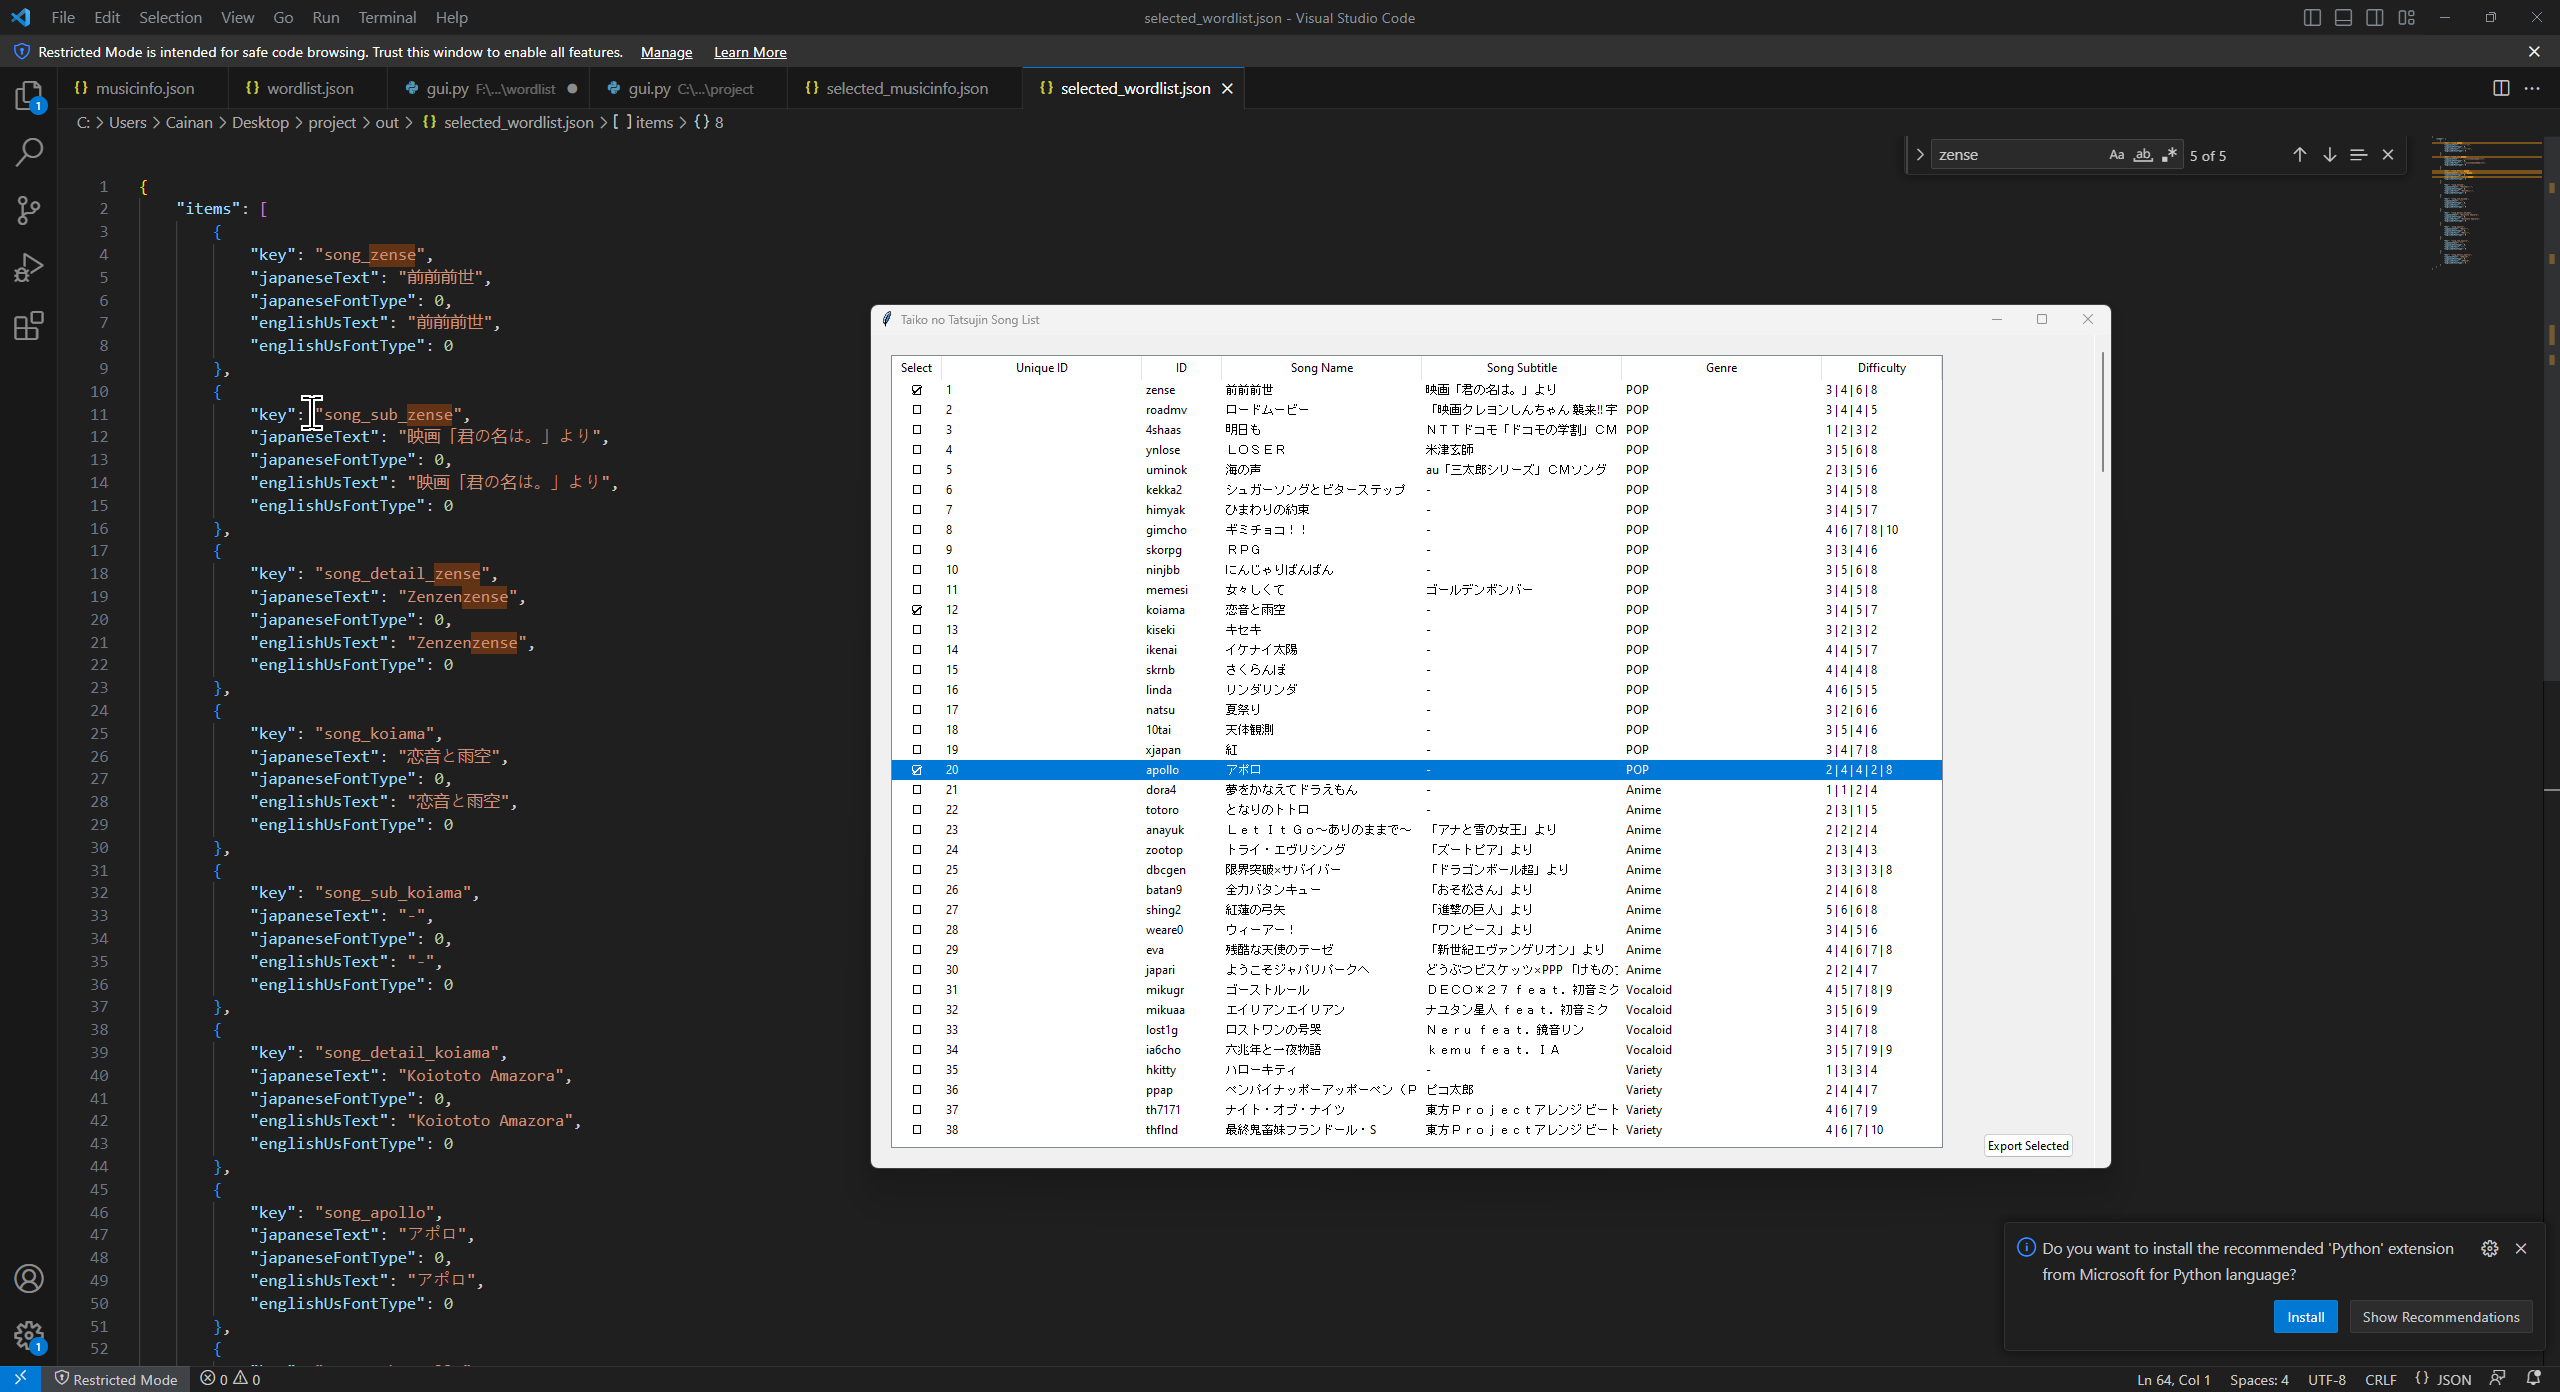 File Edit Selection View Go Run Terminal Help
selected_wordlist.json - Visual Studio Code
Restricted Mode is intended for safe code browsing. Trust this window to enable all features. Manage Learn More
{} musicinfo.json {} wordlist.json gui.py F:\...\wordlist gui.py C:\...\project {} selected_musicinfo.json {} selected_wordlist.json
C: > Users > Cainan > Desktop > project > out > {} selected_wordlist.json > [ ] items > {} 8
zense Aa ab 5 of 5
1 {
2 "items": [
3 {
4 "key": "song_zense",
5 "japaneseText": "前前前世",
6 "japaneseFontType": 0,
7 "englishUsText": "前前前世",
8 "englishUsFontType": 0
9 },
10 {
11 "key": "song_sub_zense",
12 "japaneseText": "映画「君の名は。」より",
13 "japaneseFontType": 0,
14 "englishUsText": "映画「君の名は。」より",
15 "englishUsFontType": 0
16 },
17 {
18 "key": "song_detail_zense",
19 "japaneseText": "Zenzenzense",
20 "japaneseFontType": 0,
21 "englishUsText": "Zenzenzense",
22 "englishUsFontType": 0
23 },
24 {
25 "key": "song_koiama",
26 "japaneseText": "恋音と雨空",
27 "japaneseFontType": 0,
28 "englishUsText": "恋音と雨空",
29 "englishUsFontType": 0
30 },
31 {
32 "key": "song_sub_koiama",
33 "japaneseText": "-",
34 "japaneseFontType": 0,
35 "englishUsText": "-",
36 "englishUsFontType": 0
37 },
38 {
39 "key": "song_detail_koiama",
40 "japaneseText": "Koiototo Amazora",
41 "japaneseFontType": 0,
42 "englishUsText": "Koiototo Amazora",
43 "englishUsFontType": 0
44 },
45 {
46 "key": "song_apollo",
47 "japaneseText": "アポロ",
48 "japaneseFontType": 0,
49 "englishUsText": "アポロ",
50 "englishUsFontType": 0
51 },
52 {
Taiko no Tatsujin Song List
Select Unique ID ID Song Name Song Subtitle Genre Difficulty
1 zense 前前前世 映画「君の名は。」より POP 3|4|6|8
2 roadmv ロードムービー 「映画クレヨンしんちゃん 襲来!! 宇 POP 3|4|4|5
3 4shaas 明日も ＮＴＴドコモ「ドコモの学割」ＣＭ POP 1|2|3|2
4 ynlose ＬＯＳＥＲ 米津玄師 POP 3|5|6|8
5 uminok 海の声 au「三太郎シリーズ」ＣＭソング POP 2|3|5|6
6 kekka2 シュガーソングとビターステップ - POP 3|4|5|8
7 himyak ひまわりの約束 - POP 3|4|5|7
8 gimcho ギミチョコ！！ - POP 4|6|7|8|10
9 skorpg ＲＰＧ - POP 3|3|4|6
10 ninjbb にんじゃりばんばん - POP 3|5|6|8
11 memesi 女々しくて ゴールデンボンバー POP 3|4|5|8
12 koiama 恋音と雨空 - POP 3|4|5|7
13 kiseki キセキ - POP 3|2|3|2
14 ikenai イケナイ太陽 - POP 4|4|5|7
15 skrnb さくらんぼ - POP 4|4|4|8
16 linda リンダリンダ - POP 4|6|5|5
17 natsu 夏祭り - POP 3|2|6|6
18 10tai 天体観測 - POP 3|5|4|6
19 xjapan 紅 - POP 3|4|7|8
20 apollo アポロ - POP 2|4|4|2|8
21 dora4 夢をかなえてドラえもん - Anime 1|1|2|4
22 totoro となりのトトロ - Anime 2|3|1|5
23 anayuk Ｌｅｔ Ｉｔ Ｇｏ～ありのままで～ 「アナと雪の女王」より Anime 2|2|2|4
24 zootop トライ・エヴリシング 「ズートピア」より Anime 2|3|4|3
25 dbcgen 限界突破×サバイバー 「ドラゴンボール超」より Anime 3|3|3|3|8
26 batan9 全力バタンキュー 「おそ松さん」より Anime 2|4|6|8
27 shing2 紅蓮の弓矢 「進撃の巨人」より Anime 5|6|6|8
28 weare0 ウィーアー！ 「ワンピース」より Anime 3|4|5|6
29 eva 残酷な天使のテーゼ 「新世紀エヴァンゲリオン」より Anime 4|4|6|7|8
30 japari ようこそジャパリパークへ どうぶつビスケッツ×PPP「けもの Anime 2|2|4|7
31 mikugr ゴーストルール ＤＥＣＯ＊２７ ｆｅａｔ．初音ミク Vocaloid 4|5|7|8|9
32 mikuaa エイリアンエイリアン ナユタン星人 ｆｅａｔ．初音ミク Vocaloid 3|5|6|9
33 lost1g ロストワンの号哭 Ｎｅｒｕ ｆｅａｔ．鏡音リン Vocaloid 3|4|7|8
34 ia6cho 六兆年と一夜物語 ｋｅｍｕ ｆｅａｔ．ＩＡ Vocaloid 3|5|7|9|9
35 hkitty ハローキティ - Variety 1|3|3|4
36 ppap ペンパイナッポーアッポーペン（Ｐ ピコ太郎 Variety 2|4|4|7
37 th7171 ナイト・オブ・ナイツ 東方Ｐｒｏｊｅｃｔアレンジ ビート Variety 4|6|7|9
38 thflnd 最終鬼畜妹フランドール・Ｓ 東方Ｐｒｏｊｅｃｔアレンジ ビート Variety 4|6|7|10
Export Selected
Do you want to install the recommended 'Python' extension
from Microsoft for Python language?
Install Show Recommendations
Restricted Mode 0 0 Ln 64, Col 1 Spaces: 4 UTF-8 CRLF {} JSON